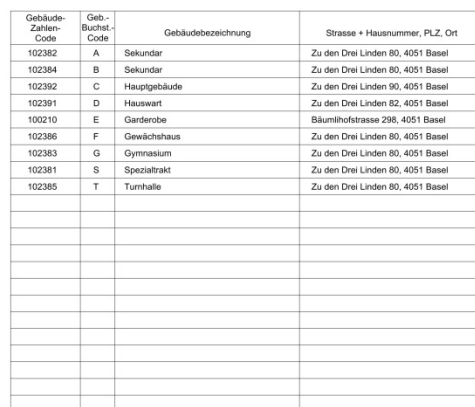 Gebäude-Zahlen-Code Geb.-Buchst.-Code Gebäudebezeichnung Strasse + Hausnummer, PLZ, Ort
102382 A Sekundar Zu den Drei Linden 80, 4051 Basel
102384 B Sekundar Zu den Drei Linden 80, 4051 Basel
102392 C Hauptgebäude Zu den Drei Linden 90, 4051 Basel
102391 D Hauswart Zu den Drei Linden 82, 4051 Basel
100210 E Garderobe Bäumlihofstrasse 298, 4051 Basel
102386 F Gewächshaus Zu den Drei Linden 80, 4051 Basel
102383 G Gymnasium Zu den Drei Linden 80, 4051 Basel
102381 S Spezialtrakt Zu den Drei Linden 80, 4051 Basel
102385 T Turnhalle Zu den Drei Linden 80, 4051 Basel